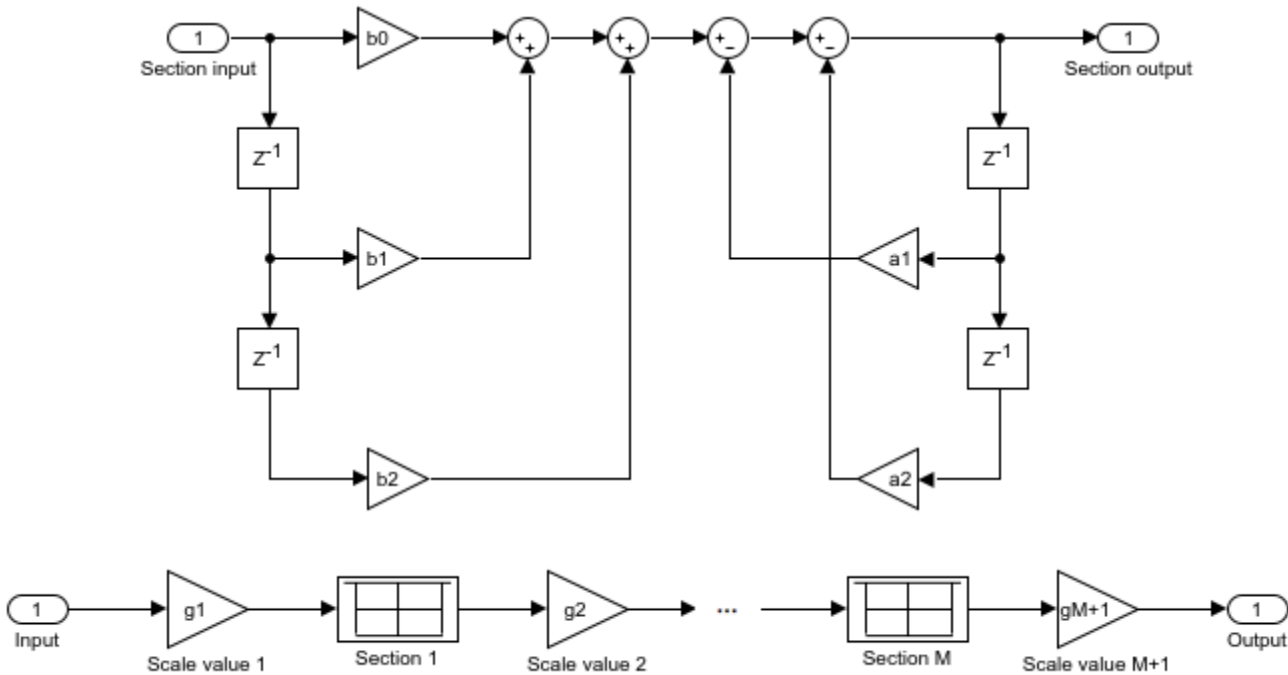 1
b0
+
+
+
+
+
−
+
−
1
Section input
Section output
Z-1
Z-1
b1
a1
Z-1
Z-1
b2
a2
1
g1
g2
...
gM+1
1
Input
Scale value 1
Section 1
Scale value 2
Section M
Scale value M+1
Output